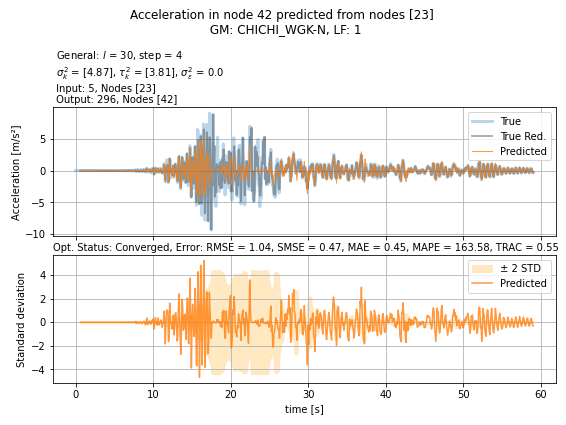 Acceleration in node 42 predicted from nodes [23]
GM: CHICHI_WGK-N, LF: 1
General: l = 30, step = 4
σ²ₖ = [4.87], τ²ₖ = [3.81], σ²ε = 0.0
Input: 5, Nodes [23]
Output: 296, Nodes [42]
Acceleration [m/s²]
5
0
−5
−10
True
True Red.
Predicted
Opt. Status: Converged, Error: RMSE = 1.04, SMSE = 0.47, MAE = 0.45, MAPE = 163.58, TRAC = 0.55
Standard deviation
4
2
0
−2
−4
± 2 STD
Predicted
0 10 20 30 40 50 60
time [s]